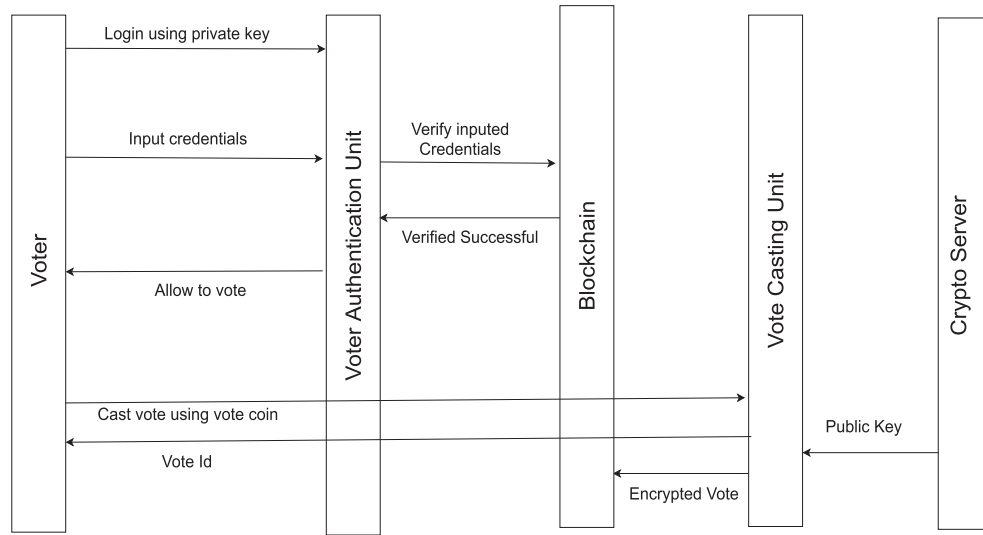 Login using private key
Input credentials
Verify inputed
Credentials
Verified Successful
Allow to vote
Voter
Voter Authentication Unit
Blockchain
Vote Casting Unit
Crypto Server
Cast vote using vote coin
Public Key
Vote Id
Encrypted Vote